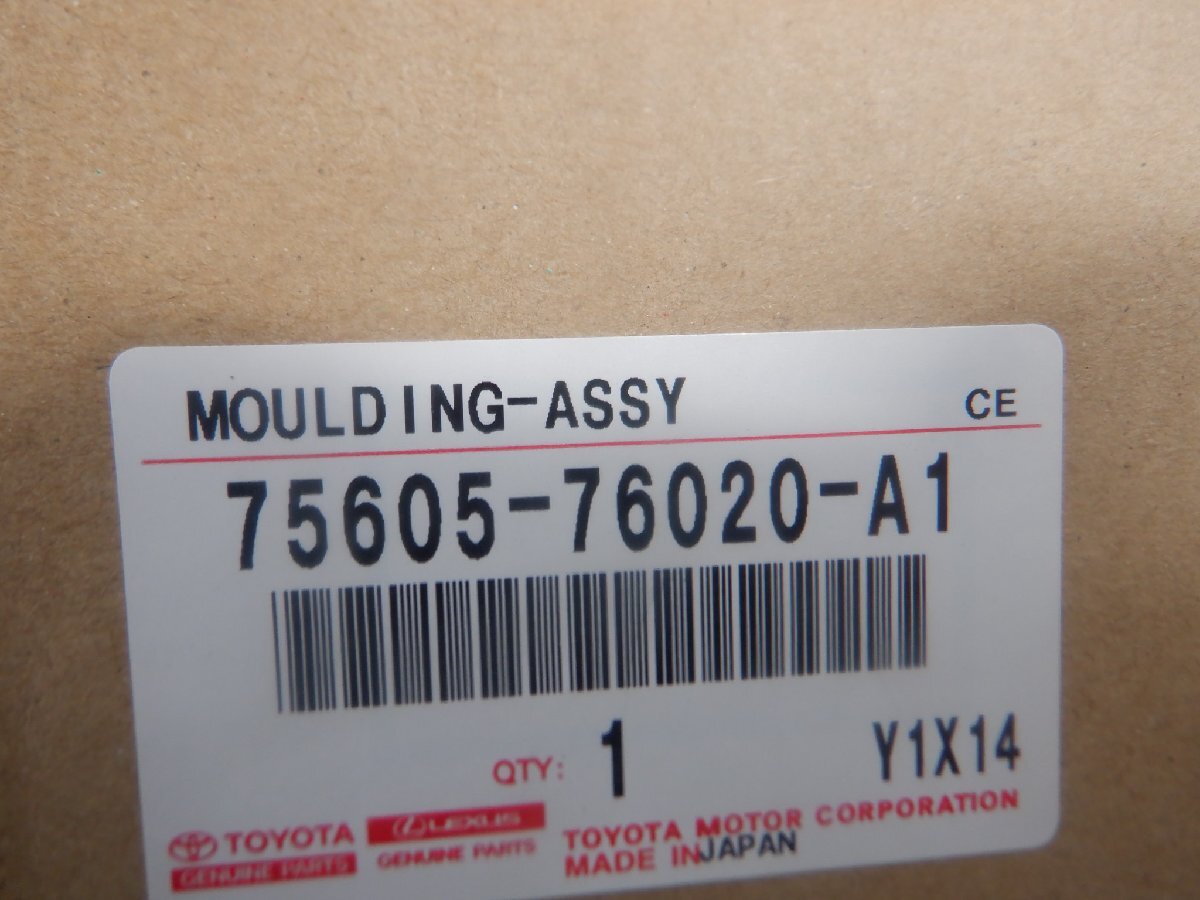 MOULDING-ASSY CE
75605-76020-A1
QTY: 1 Y1X14
TOYOTA LEXUS TOYOTA MOTOR CORPORATION
GENUINE PARTS GENUINE PARTS MADE IN JAPAN